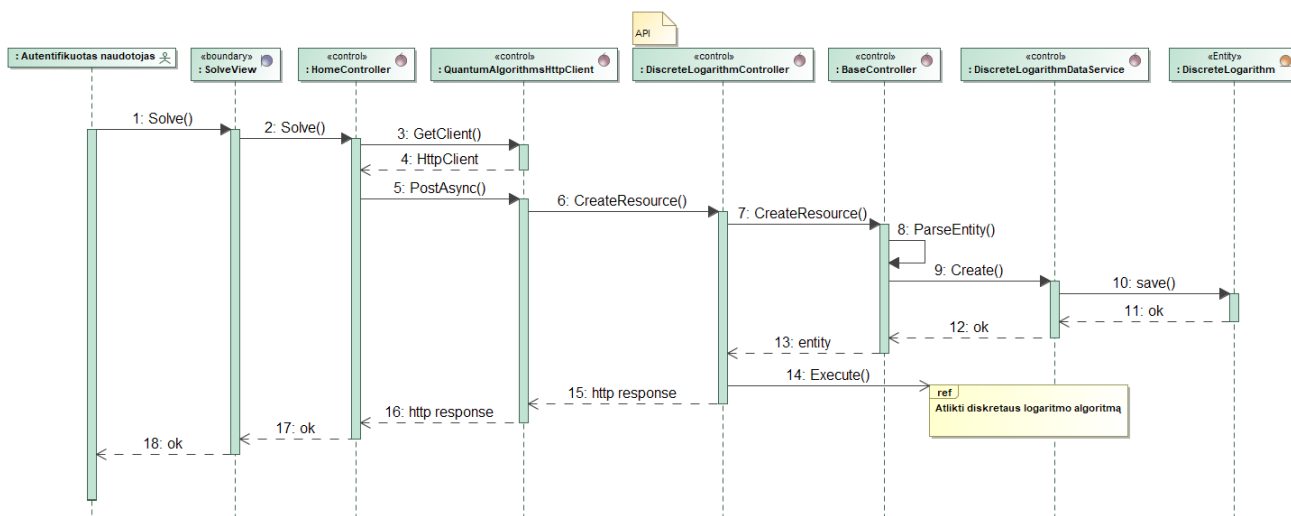 API
: Autentifikuotas naudotojas
«boundary»
: SolveView
«control»
: HomeController
«control»
: QuantumAlgorithmsHttpClient
«control»
: DiscreteLogarithmController
«control»
: BaseController
«control»
: DiscreteLogarithmDataService
«Entity»
: DiscreteLogarithm
1: Solve()
2: Solve()
3: GetClient()
4: HttpClient
5: PostAsync()
6: CreateResource()
7: CreateResource()
8: ParseEntity()
9: Create()
10: save()
11: ok
12: ok
13: entity
14: Execute()
ref
Atlikti diskretaus logaritmo algoritmą
15: http response
16: http response
17: ok
18: ok